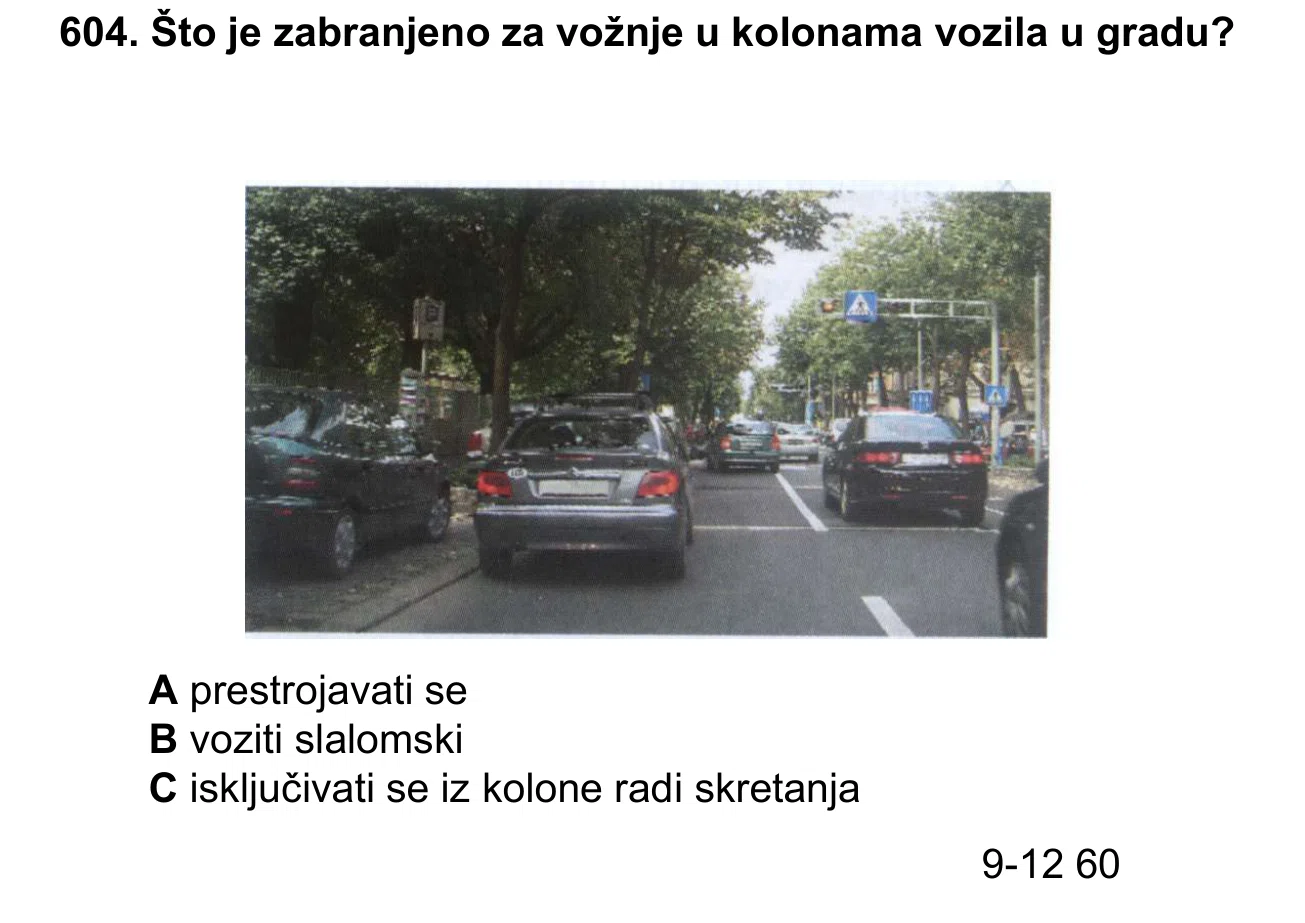 604. Što je zabranjeno za vožnje u kolonama vozila u gradu?
A prestrojavati se
B voziti slalomski
C isključivati se iz kolone radi skretanja
9-12 60